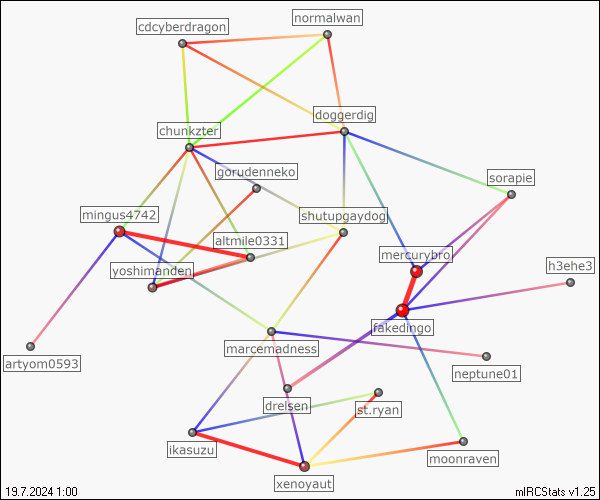 normalwan
cdcyberdragon
doggerdig
chunkzter
gorudenneko
sorapie
mingus4742
shutupgaydog
altmile0331
mercurybro
yoshimanden
h3ehe3
fakedingo
marcemadness
artyom0593
neptune01
drelsen
st.ryan
ikasuzu
moonraven
xenoyaut
19.7.2024 1:00
mIRCStats v1.25